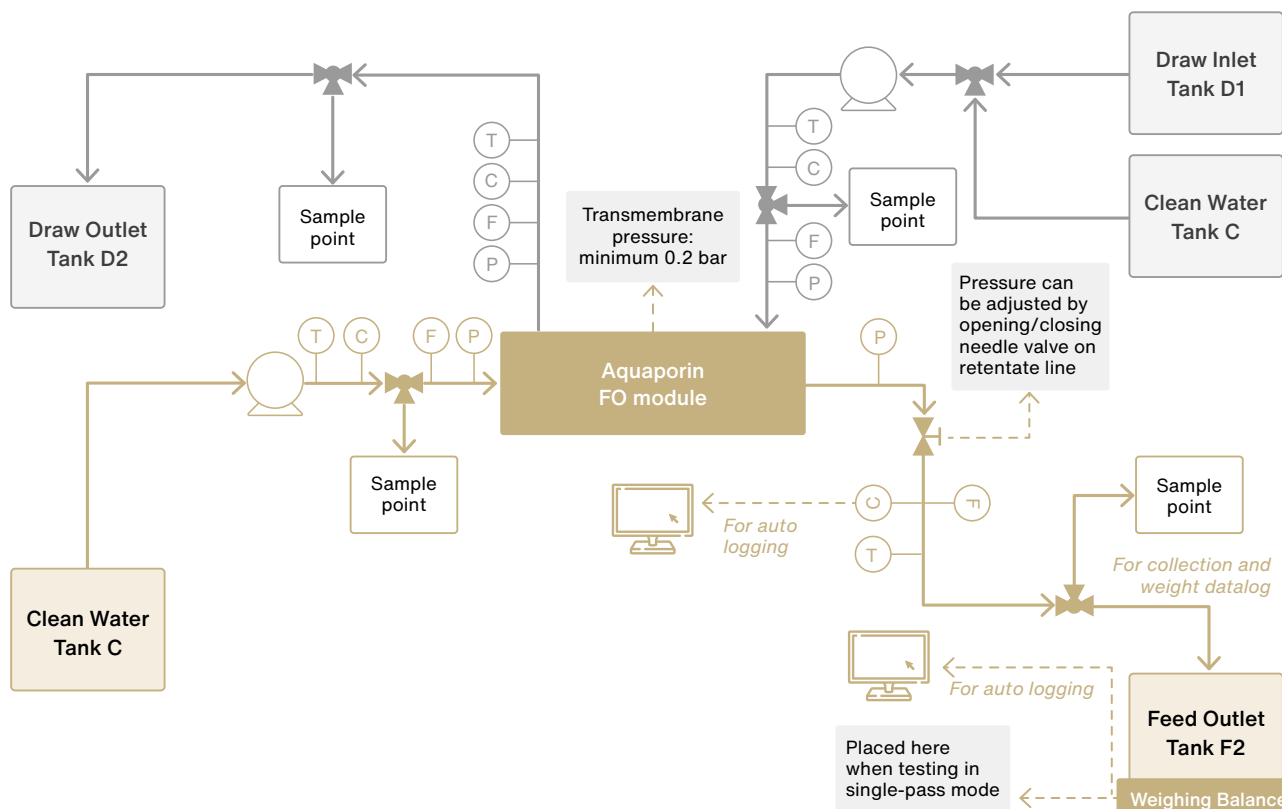 Draw Inlet
Tank D1
T
T
C
C
Sample
point
Clean Water
Tank C
Draw Outlet
Tank D2
Sample
point
Transmembrane
pressure:
minimum 0.2 bar
F
F
P
P
Pressure can
be adjusted by
opening/closing
needle valve on
retentate line
T
C
F
P
Aquaporin
FO module
P
Sample
point
Sample
point
C
F
For auto
logging
T
For collection and
weight datalog
Clean Water
Tank C
For auto logging
Feed Outlet
Tank F2
Placed here
when testing in
single-pass mode
Weighing Balance